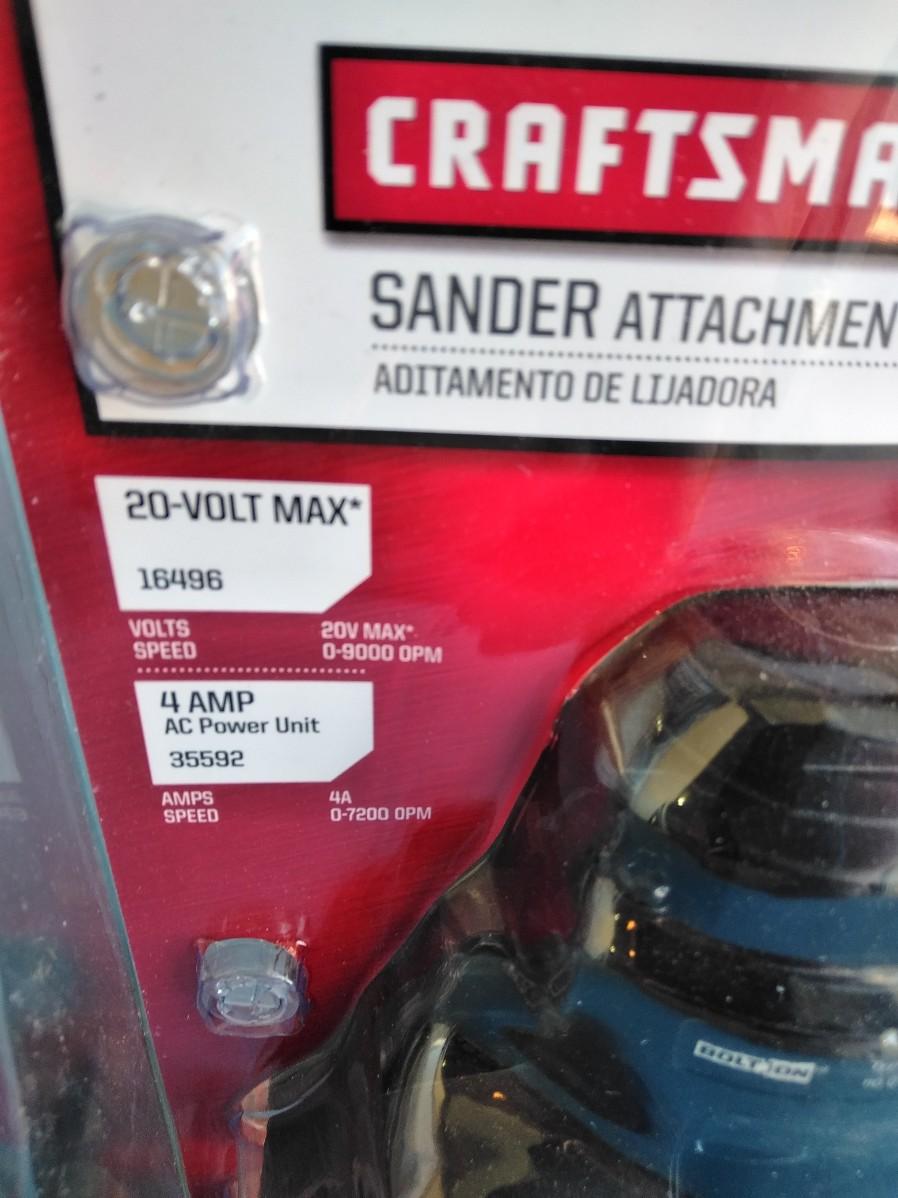 CRAFTSMA
SANDER ATTACHMEN
ADITAMENTO DE LIJADORA
20-VOLT MAX*
16496
VOLTS 20V MAX*
SPEED 0-9000 OPM
4 AMP
AC Power Unit
35592
AMPS 4A
SPEED 0-7200 OPM
BOLT ON